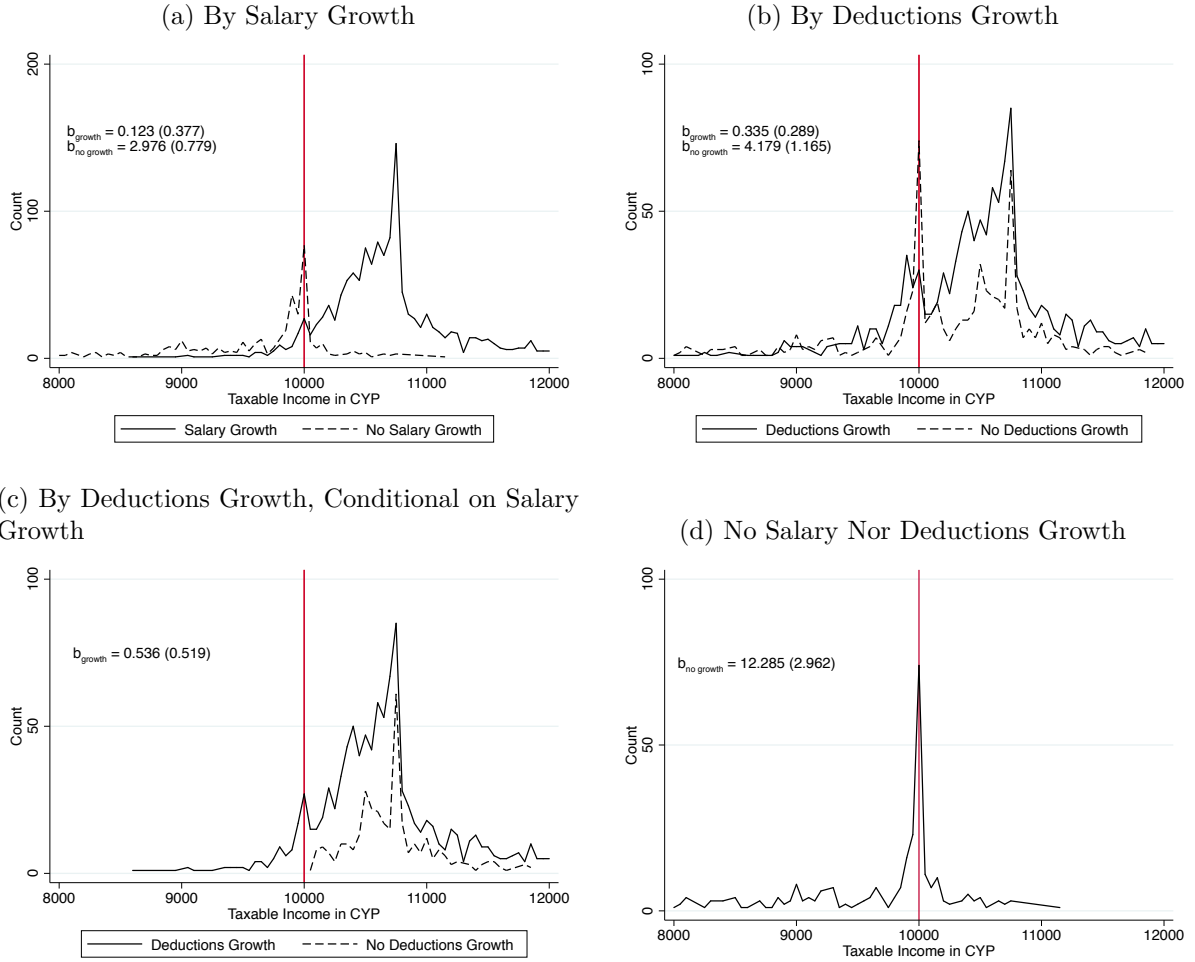 (a) By Salary Growth
200
100
0
Count
b_growth = 0.123 (0.377)
b_no growth = 2.976 (0.779)
8000 9000 10000 11000 12000
Taxable Income in CYP
Salary Growth No Salary Growth
(b) By Deductions Growth
100
50
0
Count
b_growth = 0.335 (0.289)
b_no growth = 4.179 (1.165)
8000 9000 10000 11000 12000
Taxable Income in CYP
Deductions Growth No Deductions Growth
(c) By Deductions Growth, Conditional on Salary
Growth
100
50
0
Count
b_growth = 0.536 (0.519)
8000 9000 10000 11000 12000
Taxable Income in CYP
Deductions Growth No Deductions Growth
(d) No Salary Nor Deductions Growth
100
50
0
Count
b_no growth = 12.285 (2.962)
8000 9000 10000 11000 12000
Taxable Income in CYP